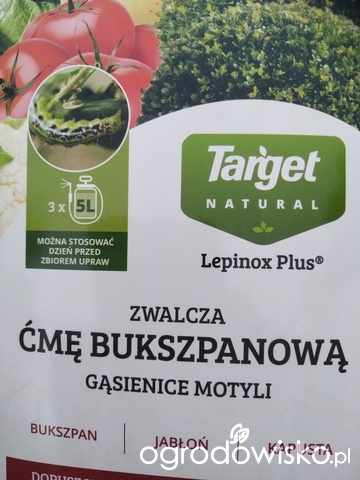 3 x 5L
MOŻNA STOSOWAĆ
DZIEŃ PRZED
ZBIOREM UPRAW
Target
NATURAL
Lepinox Plus®
ZWALCZA
ĆMĘ BUKSZPANOWĄ
GĄSIENICE MOTYLI
BUKSZPAN | JABŁOŃ | KAPUSTA
ogrodowisko.pl